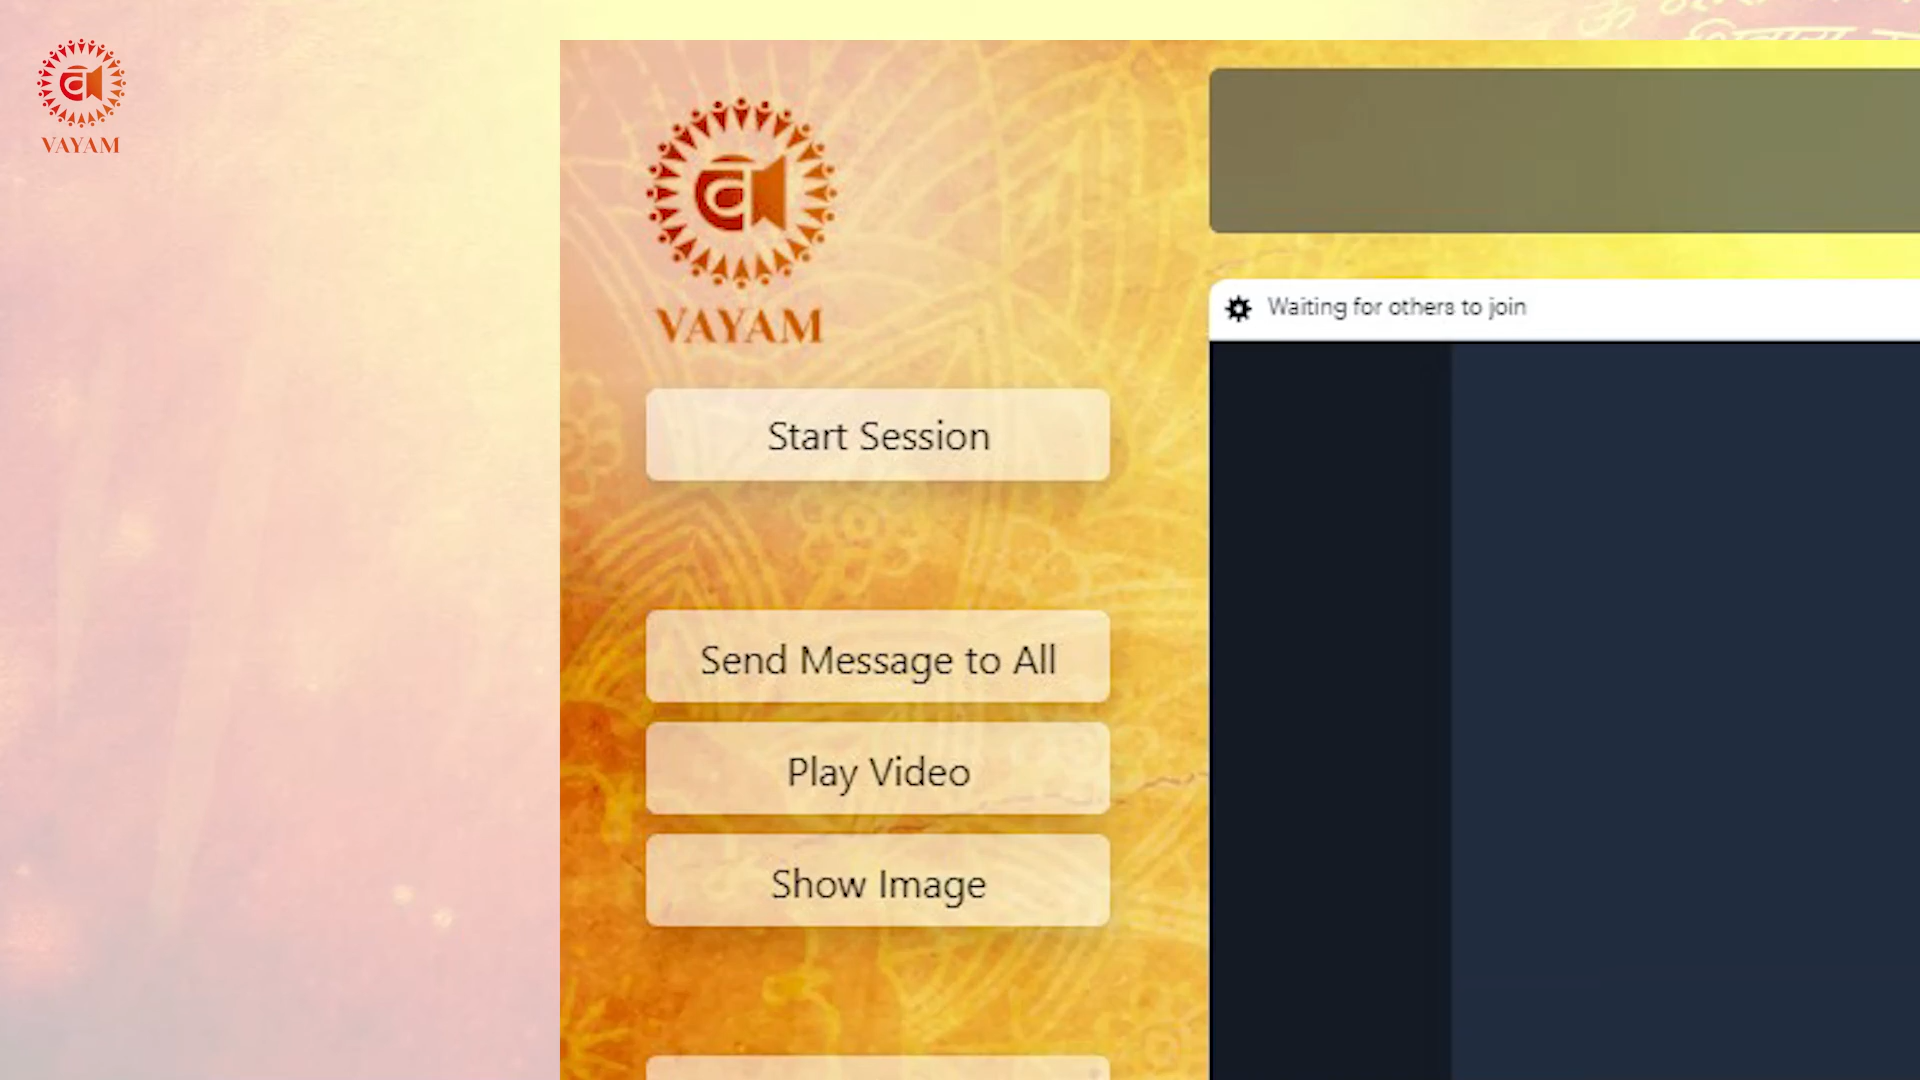 VAYAM
VAYAM
Start Session
Send Message to All
Play Video
Show Image
Waiting for others to join